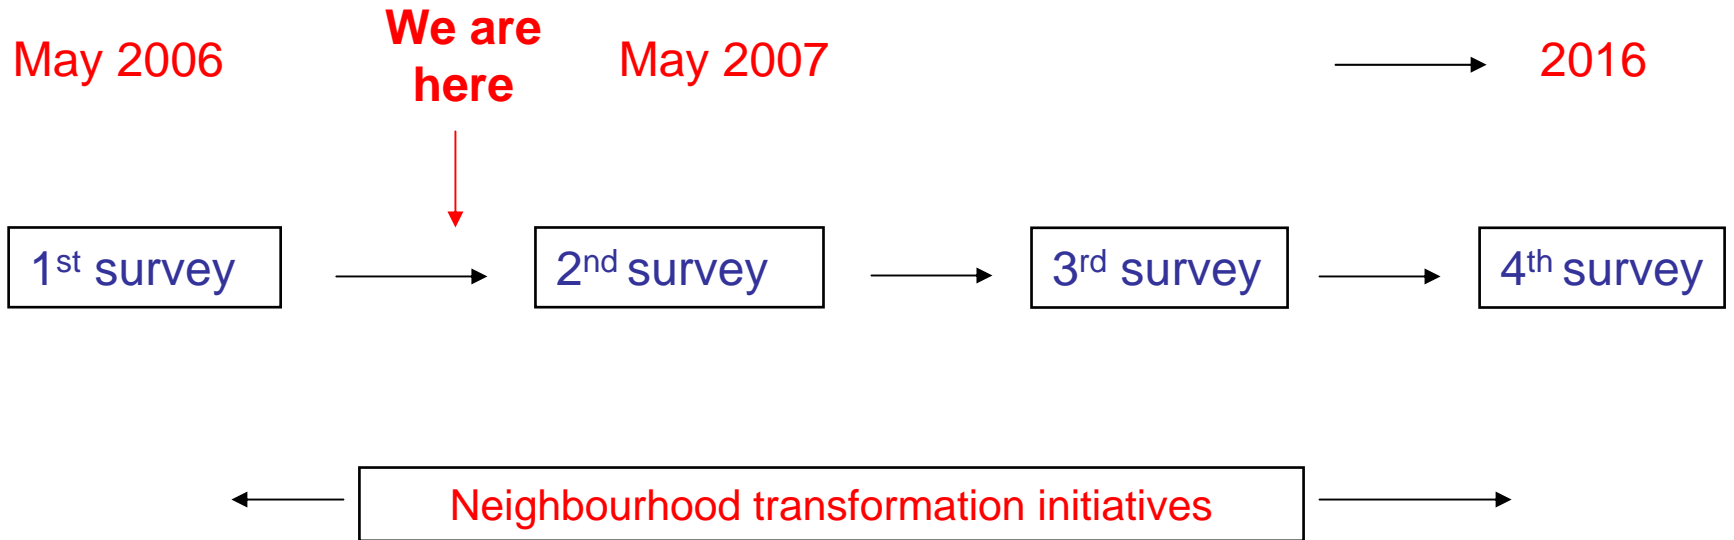 May 2006
We are
here
May 2007
2016
1st survey
2nd survey
3rd survey
4th survey
Neighbourhood transformation initiatives